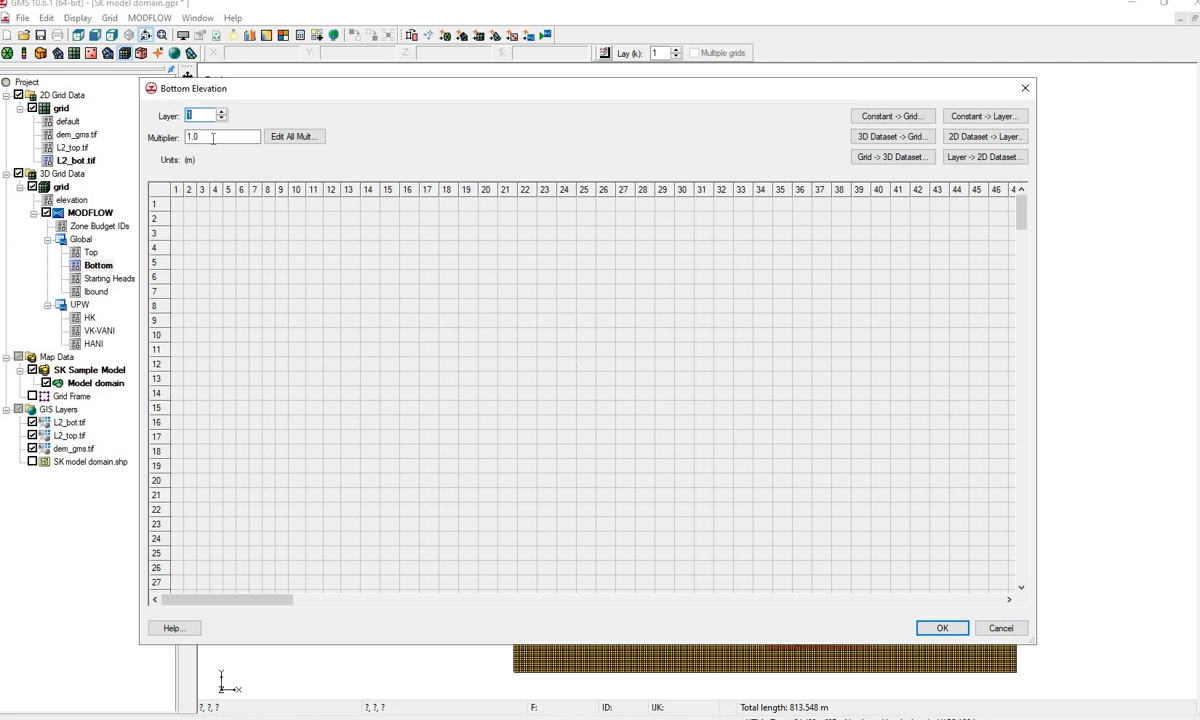 GMS 10.6.1 (64-bit) - [SK model domain.gpr * ]
File Edit Display Grid MODFLOW Window Help
X: Y: Z: S: Lay (k): 1 Multiple grids
Project
2D Grid Data
grid
default
dem_gms.tif
L2_top.tif
L2_bot.tif
3D Grid Data
grid
elevation
MODFLOW
Zone Budget IDs
Global
Top
Bottom
Starting Heads
Ibound
UPW
HK
VK-VANI
HANI
Map Data
SK Sample Model
Model domain
Grid Frame
GIS Layers
L2_bot.tif
L2_top.tif
dem_gms.tif
SK model domain.shp
Bottom Elevation
Layer: 1
Multiplier: 1.0 Edit All Mult...
Units: (m)
Constant -> Grid... Constant -> Layer...
3D Dataset -> Grid... 2D Dataset -> Layer..
Grid -> 3D Dataset... Layer -> 2D Dataset...
1 2 3 4 5 6 7 8 9 10 11 12 13 14 15 16 17 18 19 20 21 22 23 24 25 26 27 28 29 30 31 32 33 34 35 36 37 38 39 40 41 42 43 44 45 46
1
2
3
4
5
6
7
8
9
10
11
12
13
14
15
16
17
18
19
20
21
22
23
24
25
26
27
Help... OK Cancel
Y
Z X
?, ?, ? ?, ?, ? F: ID: IJK: Total length: 813.548 m